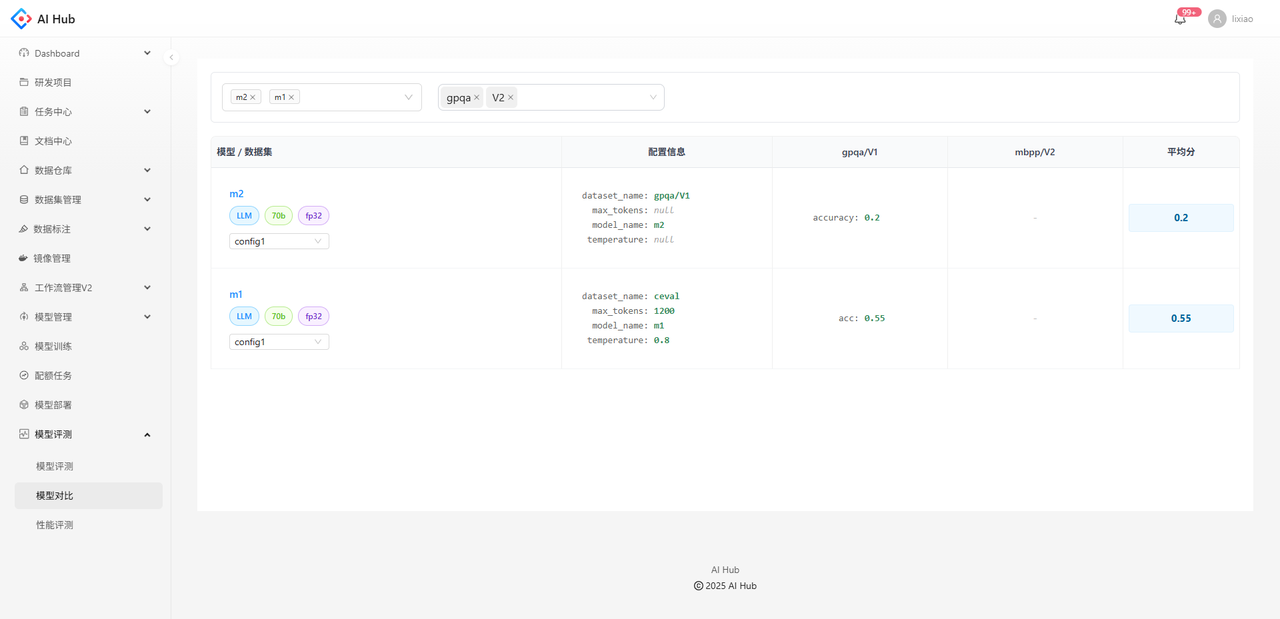 AI Hub
99+
lixiao
Dashboard
研发项目
任务中心
文档中心
数据仓库
数据集管理
数据标注
镜像管理
工作流管理V2
模型管理
模型训练
配额任务
模型部署
模型评测
模型评测
模型对比
性能评测
m2 × m1 ×
gpqa × V2 ×
模型 / 数据集 配置信息 gpqa/V1 mbpp/V2 平均分
m2
LLM 70b fp32
config1
dataset_name: gpqa/V1
max_tokens: null
model_name: m2
temperature: null
accuracy: 0.2
-
0.2
m1
LLM 70b fp32
config1
dataset_name: ceval
max_tokens: 1200
model_name: m1
temperature: 0.8
acc: 0.55
-
0.55
AI Hub
© 2025 AI Hub